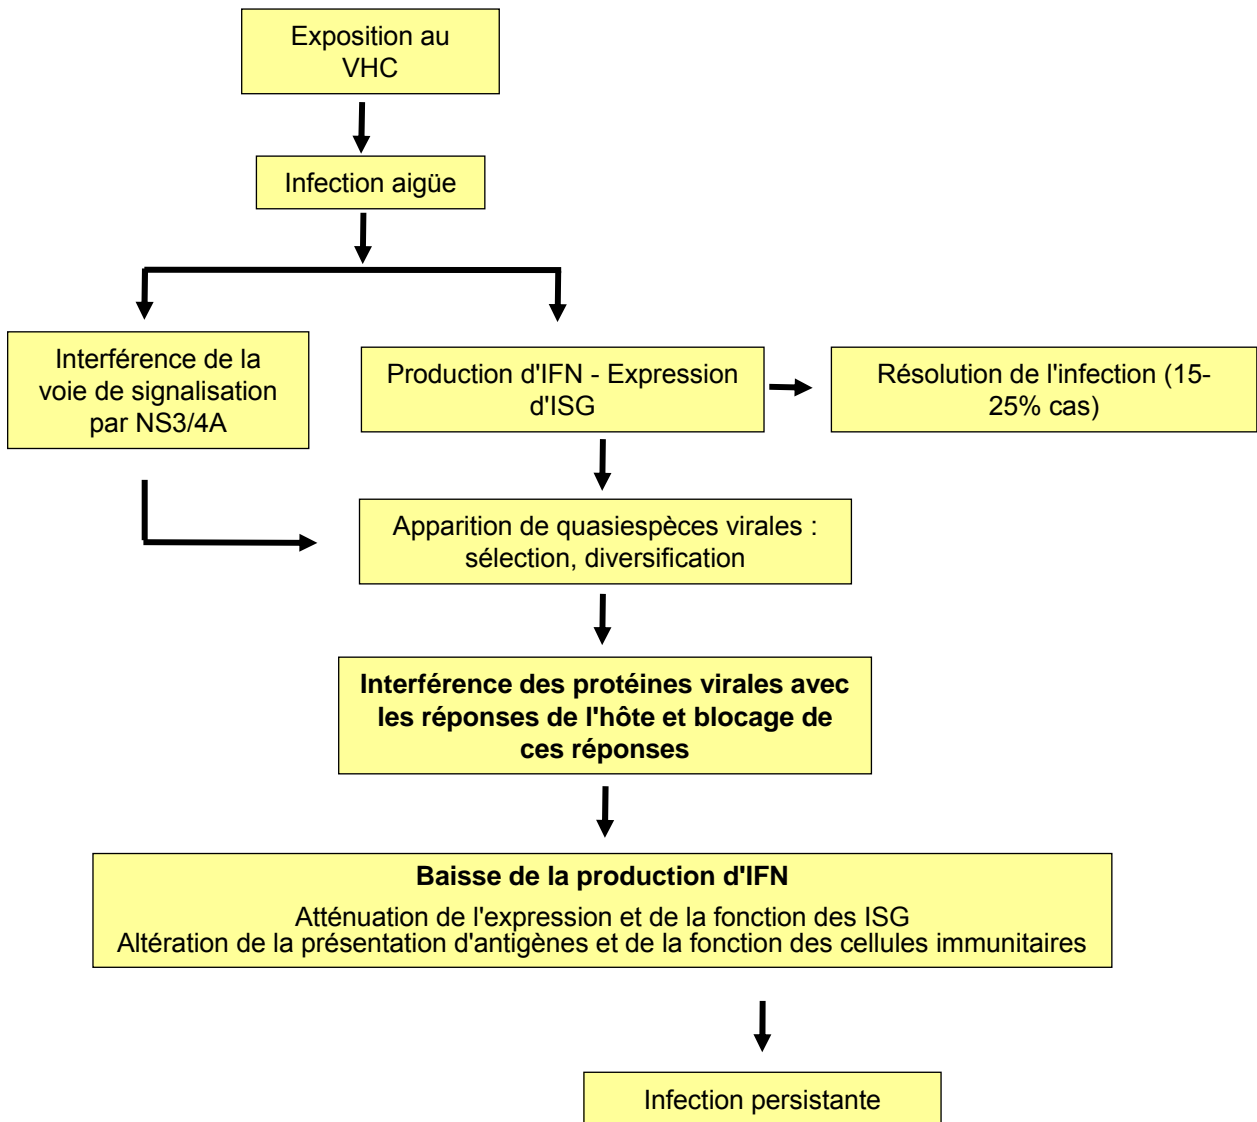 Exposition au
VHC
Infection aigüe
Interférence de la
voie de signalisation
par NS3/4A
Production d'IFN - Expression
d'ISG
Résolution de l'infection (15-
25% cas)
Apparition de quasiespèces virales :
sélection, diversification
Interférence des protéines virales avec
les réponses de l'hôte et blocage de
ces réponses
Baisse de la production d'IFN
Atténuation de l'expression et de la fonction des ISG
Altération de la présentation d'antigènes et de la fonction des cellules immunitaires
Infection persistante